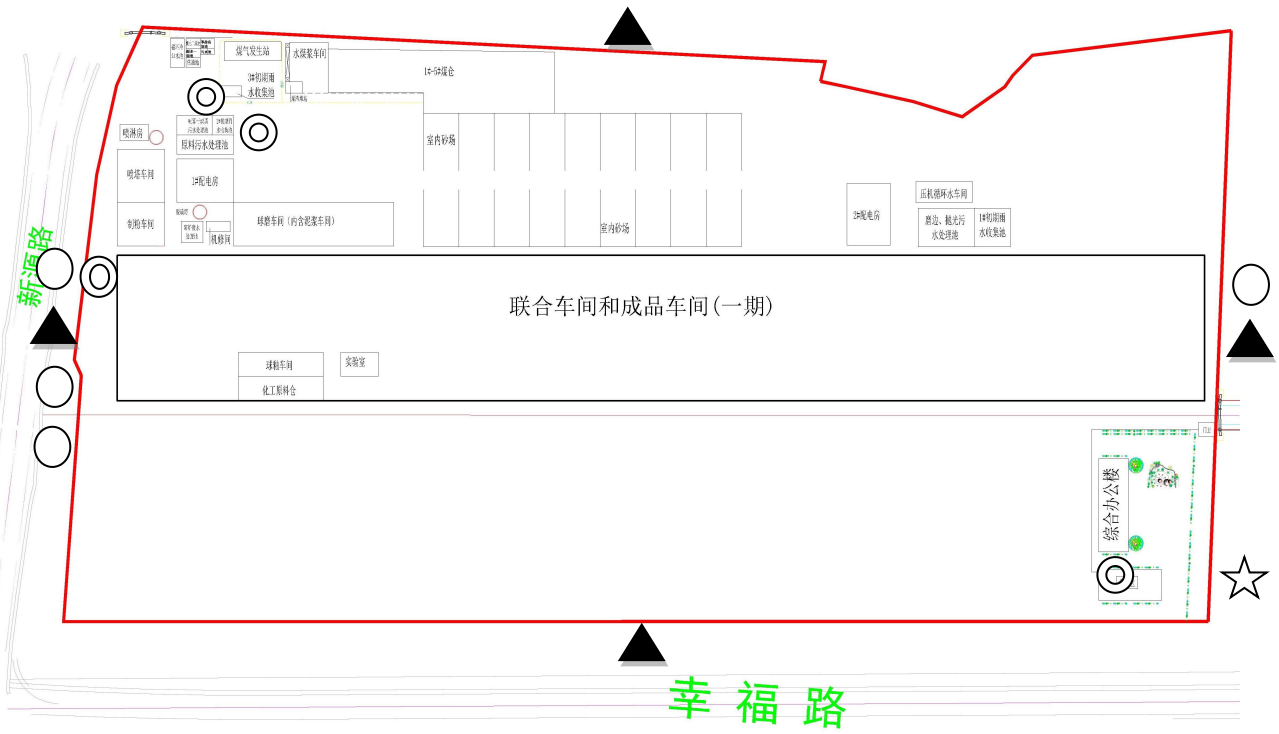 煤气发生站
水煤浆车间
1#-5#煤仓
3#初期雨
水收集池
喷淋房
原料污水处理池
室内砂场
喷塔车间
1#配电房
制粉车间
球磨车间（内含泥浆车间）
机修间
室内砂场
2#配电房
压机循环水车间
磨边、抛光污
水处理池
1#初期雨
水收集池
新源路
联合车间和成品车间(一期)
球釉车间
实验室
化工原料仓
综合办公楼
幸福路